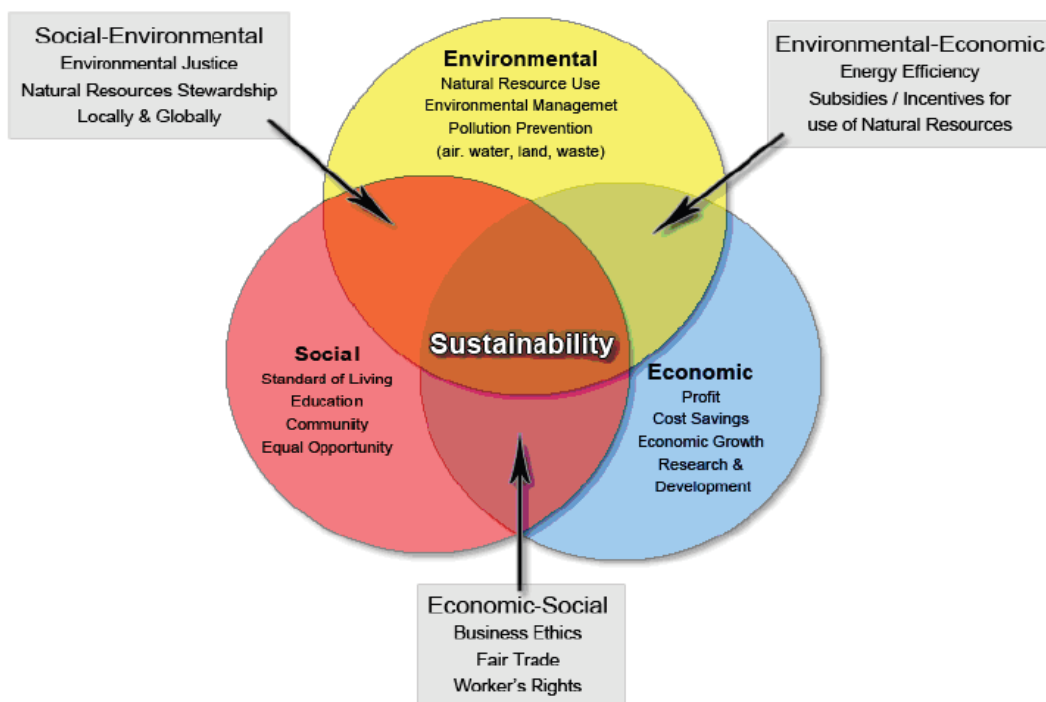 Social-Environmental
Environmental Justice
Natural Resources Stewardship
Locally & Globally
Environmental
Natural Resource Use
Environmental Managemet
Pollution Prevention
(air. water, land, waste)
Environmental-Economic
Energy Efficiency
Subsidies / Incentives for
use of Natural Resources
Sustainability
Social
Standard of Living
Education
Community
Equal Opportunity
Economic
Profit
Cost Savings
Economic Growth
Research &
Development
Economic-Social
Business Ethics
Fair Trade
Worker's Rights